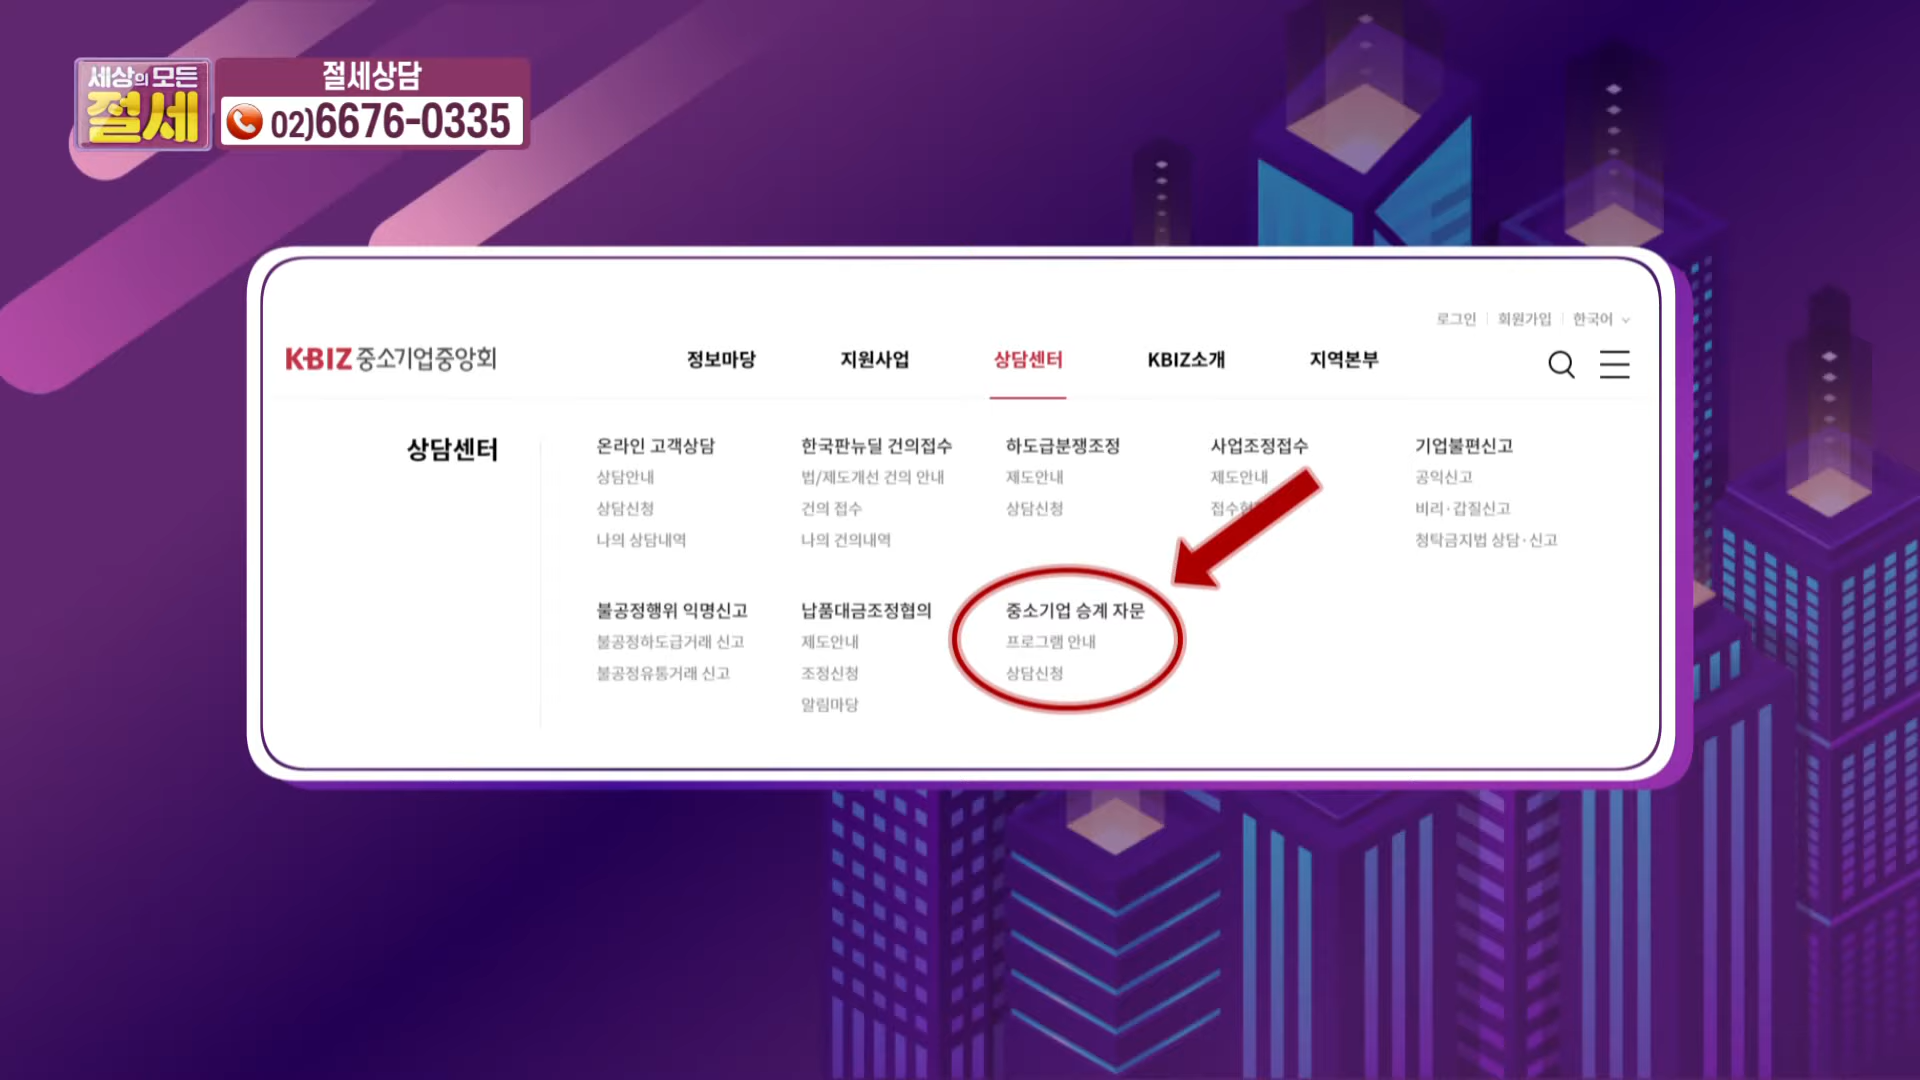 세상의 모든
절세
절세상담
02)6676-0335
로그인 회원가입 한국어
K-BIZ 중소기업중앙회
정보마당 지원사업 상담센터 KBIZ소개 지역본부
상담센터
온라인 고객상담
상담안내
상담신청
나의 상담내역
한국판뉴딜 건의접수
법/제도개선 건의 안내
건의 접수
나의 건의내역
하도급분쟁조정
제도안내
상담신청
사업조정접수
제도안내
기업불편신고
공익신고
비리·갑질신고
청탁금지법 상담·신고
불공정행위 익명신고
불공정하도급거래 신고
불공정유통거래 신고
납품대금조정협의
제도안내
조정신청
알림마당
중소기업 승계 자문
프로그램 안내
상담신청